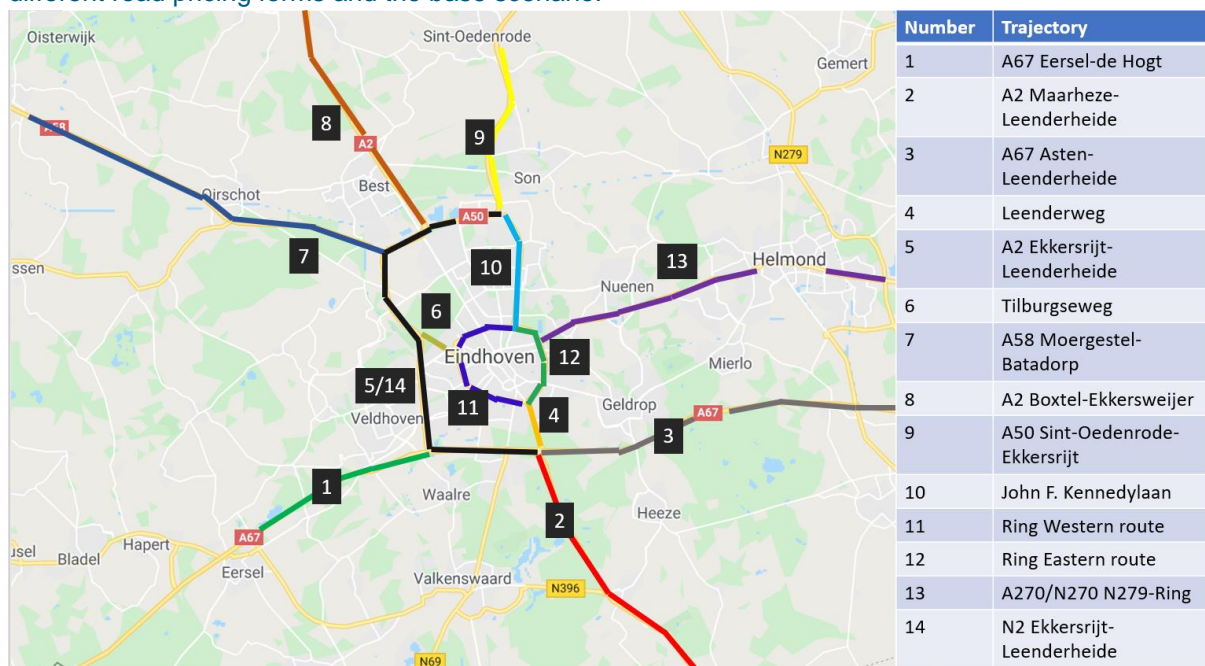 different road pricing forms and the base scenario.
Oisterwijk
Sint-Oedenrode
Gemert
8
9
A58
A2
N279
Best
Son
Oirschot
A50
ssen
7
10
13
Helmond
Nuenen
6
Eindhoven
12
Mierlo
5/14
11
Geldrop
Veldhoven
4
A67
3
1
Waalre
2
Heeze
A67
usel
Bladel
Hapert
Eersel
Valkenswaard
N396
N69
Number Trajectory
1 A67 Eersel-de Hogt
2 A2 Maarheze-
Leenderheide
3 A67 Asten-
Leenderheide
4 Leenderweg
5 A2 Ekkersrijt-
Leenderheide
6 Tilburgseweg
7 A58 Moergestel-
Batadorp
8 A2 Boxtel-Ekkersweijer
9 A50 Sint-Oedenrode-
Ekkersrijt
10 John F. Kennedylaan
11 Ring Western route
12 Ring Eastern route
13 A270/N270 N279-Ring
14 N2 Ekkersrijt-
Leenderheide